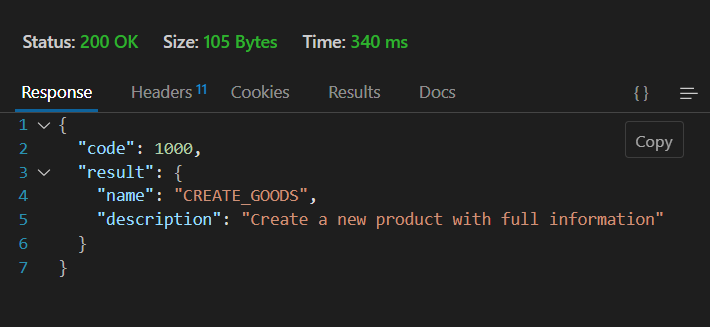 Status: 200 OK Size: 105 Bytes Time: 340 ms
Response Headers 11 Cookies Results Docs {}
1 {
Copy
2 "code": 1000,
3 "result": {
4 "name": "CREATE_GOODS",
5 "description": "Create a new product with full information"
6 }
7 }